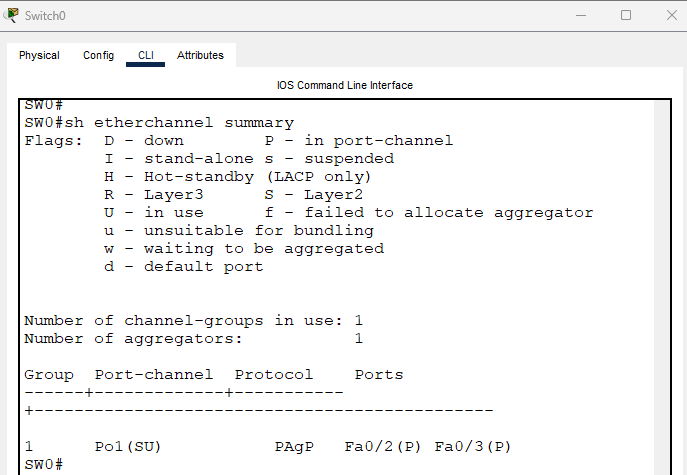 Switch0
Physical Config CLI Attributes
IOS Command Line Interface
SW0#
SW0#sh etherchannel summary
Flags:  D - down        P - in port-channel
        I - stand-alone s - suspended
        H - Hot-standby (LACP only)
        R - Layer3      S - Layer2
        U - in use      f - failed to allocate aggregator
        u - unsuitable for bundling
        w - waiting to be aggregated
        d - default port
Number of channel-groups in use: 1
Number of aggregators:           1
Group  Port-channel  Protocol    Ports
------+-------------+-----------
+----------------------------------------------
1      Po1(SU)           PAgP   Fa0/2(P) Fa0/3(P)
SW0#